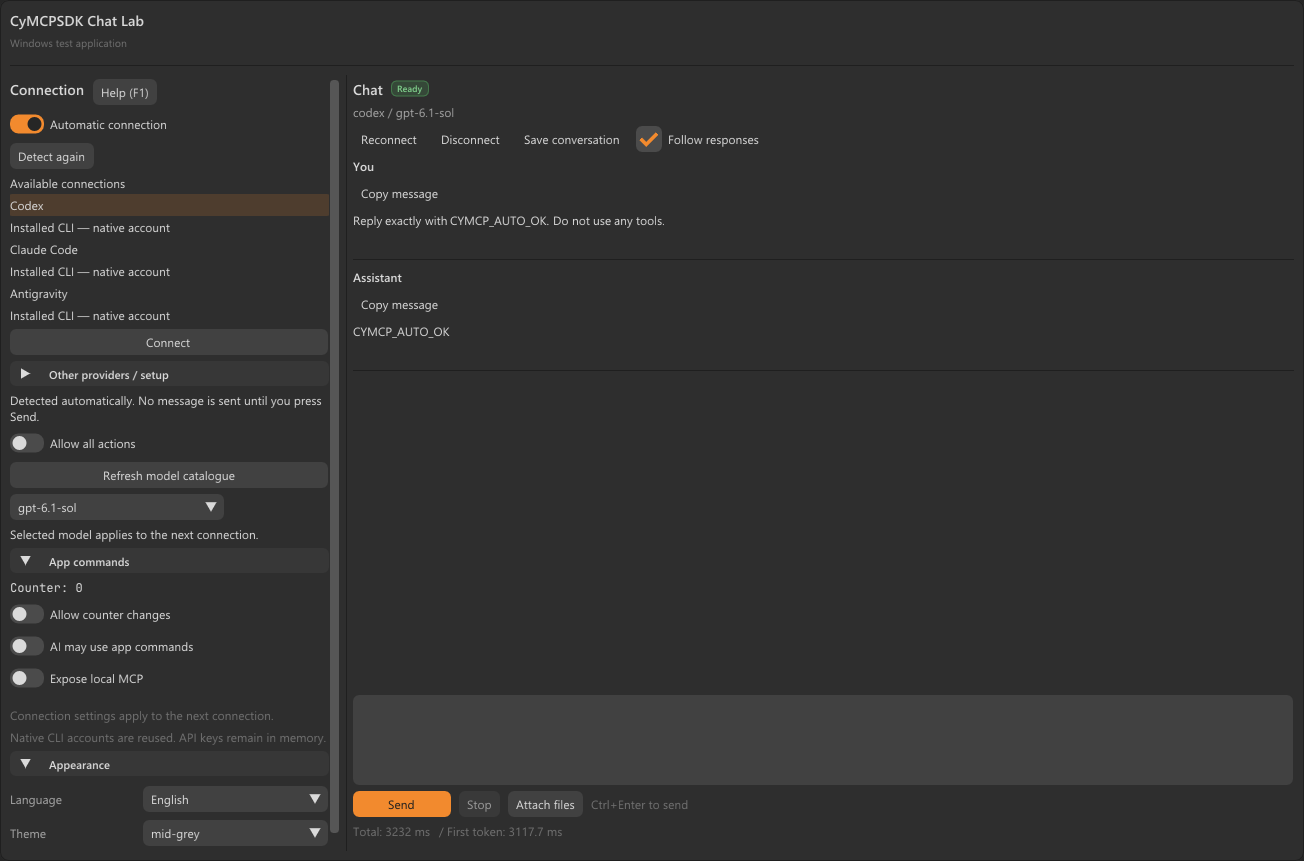 CyMCPSDK Chat Lab
Windows test application
Connection
Help (F1)
Automatic connection
Detect again
Available connections
Codex
Installed CLI — native account
Claude Code
Installed CLI — native account
Antigravity
Installed CLI — native account
Connect
Other providers / setup
Detected automatically. No message is sent until you press
Send.
Allow all actions
Refresh model catalogue
gpt-6.1-sol
Selected model applies to the next connection.
App commands
Counter: 0
Allow counter changes
AI may use app commands
Expose local MCP
Connection settings apply to the next connection.
Native CLI accounts are reused. API keys remain in memory.
Appearance
Language
English
Theme
mid-grey
Chat
Ready
codex / gpt-6.1-sol
Reconnect
Disconnect
Save conversation
Follow responses
You
Copy message
Reply exactly with CYMCP_AUTO_OK. Do not use any tools.
Assistant
Copy message
CYMCP_AUTO_OK
Send
Stop
Attach files
Ctrl+Enter to send
Total: 3232 ms / First token: 3117.7 ms